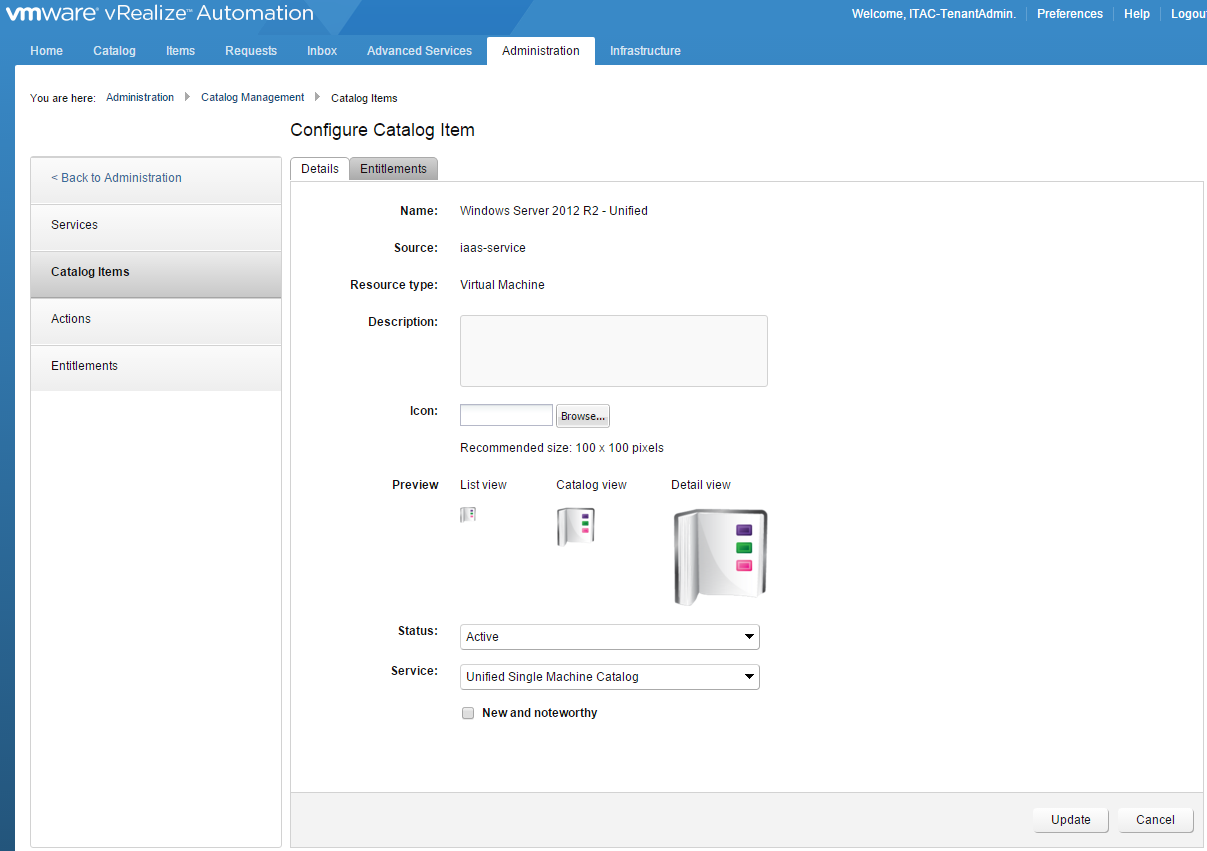 vmware® vRealize™ Automation
Welcome, ITAC-TenantAdmin. Preferences Help
Home Catalog Items Requests Inbox Advanced Services Administration Infrastructure
You are here: Administration Catalog Management Catalog Items
Configure Catalog Item
< Back to Administration
Services
Catalog Items
Actions
Entitlements
Details Entitlements
Name: Windows Server 2012 R2 - Unified
Source: iaas-service
Resource type: Virtual Machine
Description:
Icon: Browse...
Recommended size: 100 x 100 pixels
Preview List view Catalog view Detail view
Status: Active
Service: Unified Single Machine Catalog
New and noteworthy
Update Cancel